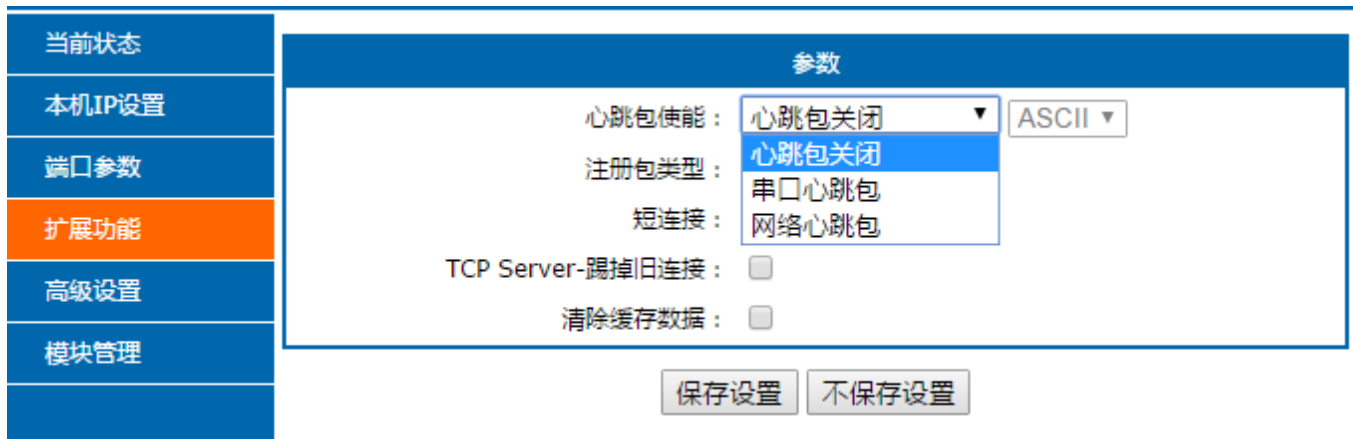 当前状态
本机IP设置
端口参数
扩展功能
高级设置
模块管理
参数
心跳包使能： 心跳包关闭 ASCII
心跳包关闭
注册包类型：
串口心跳包
短连接：
网络心跳包
TCP Server-踢掉旧连接：
清除缓存数据：
保存设置 不保存设置